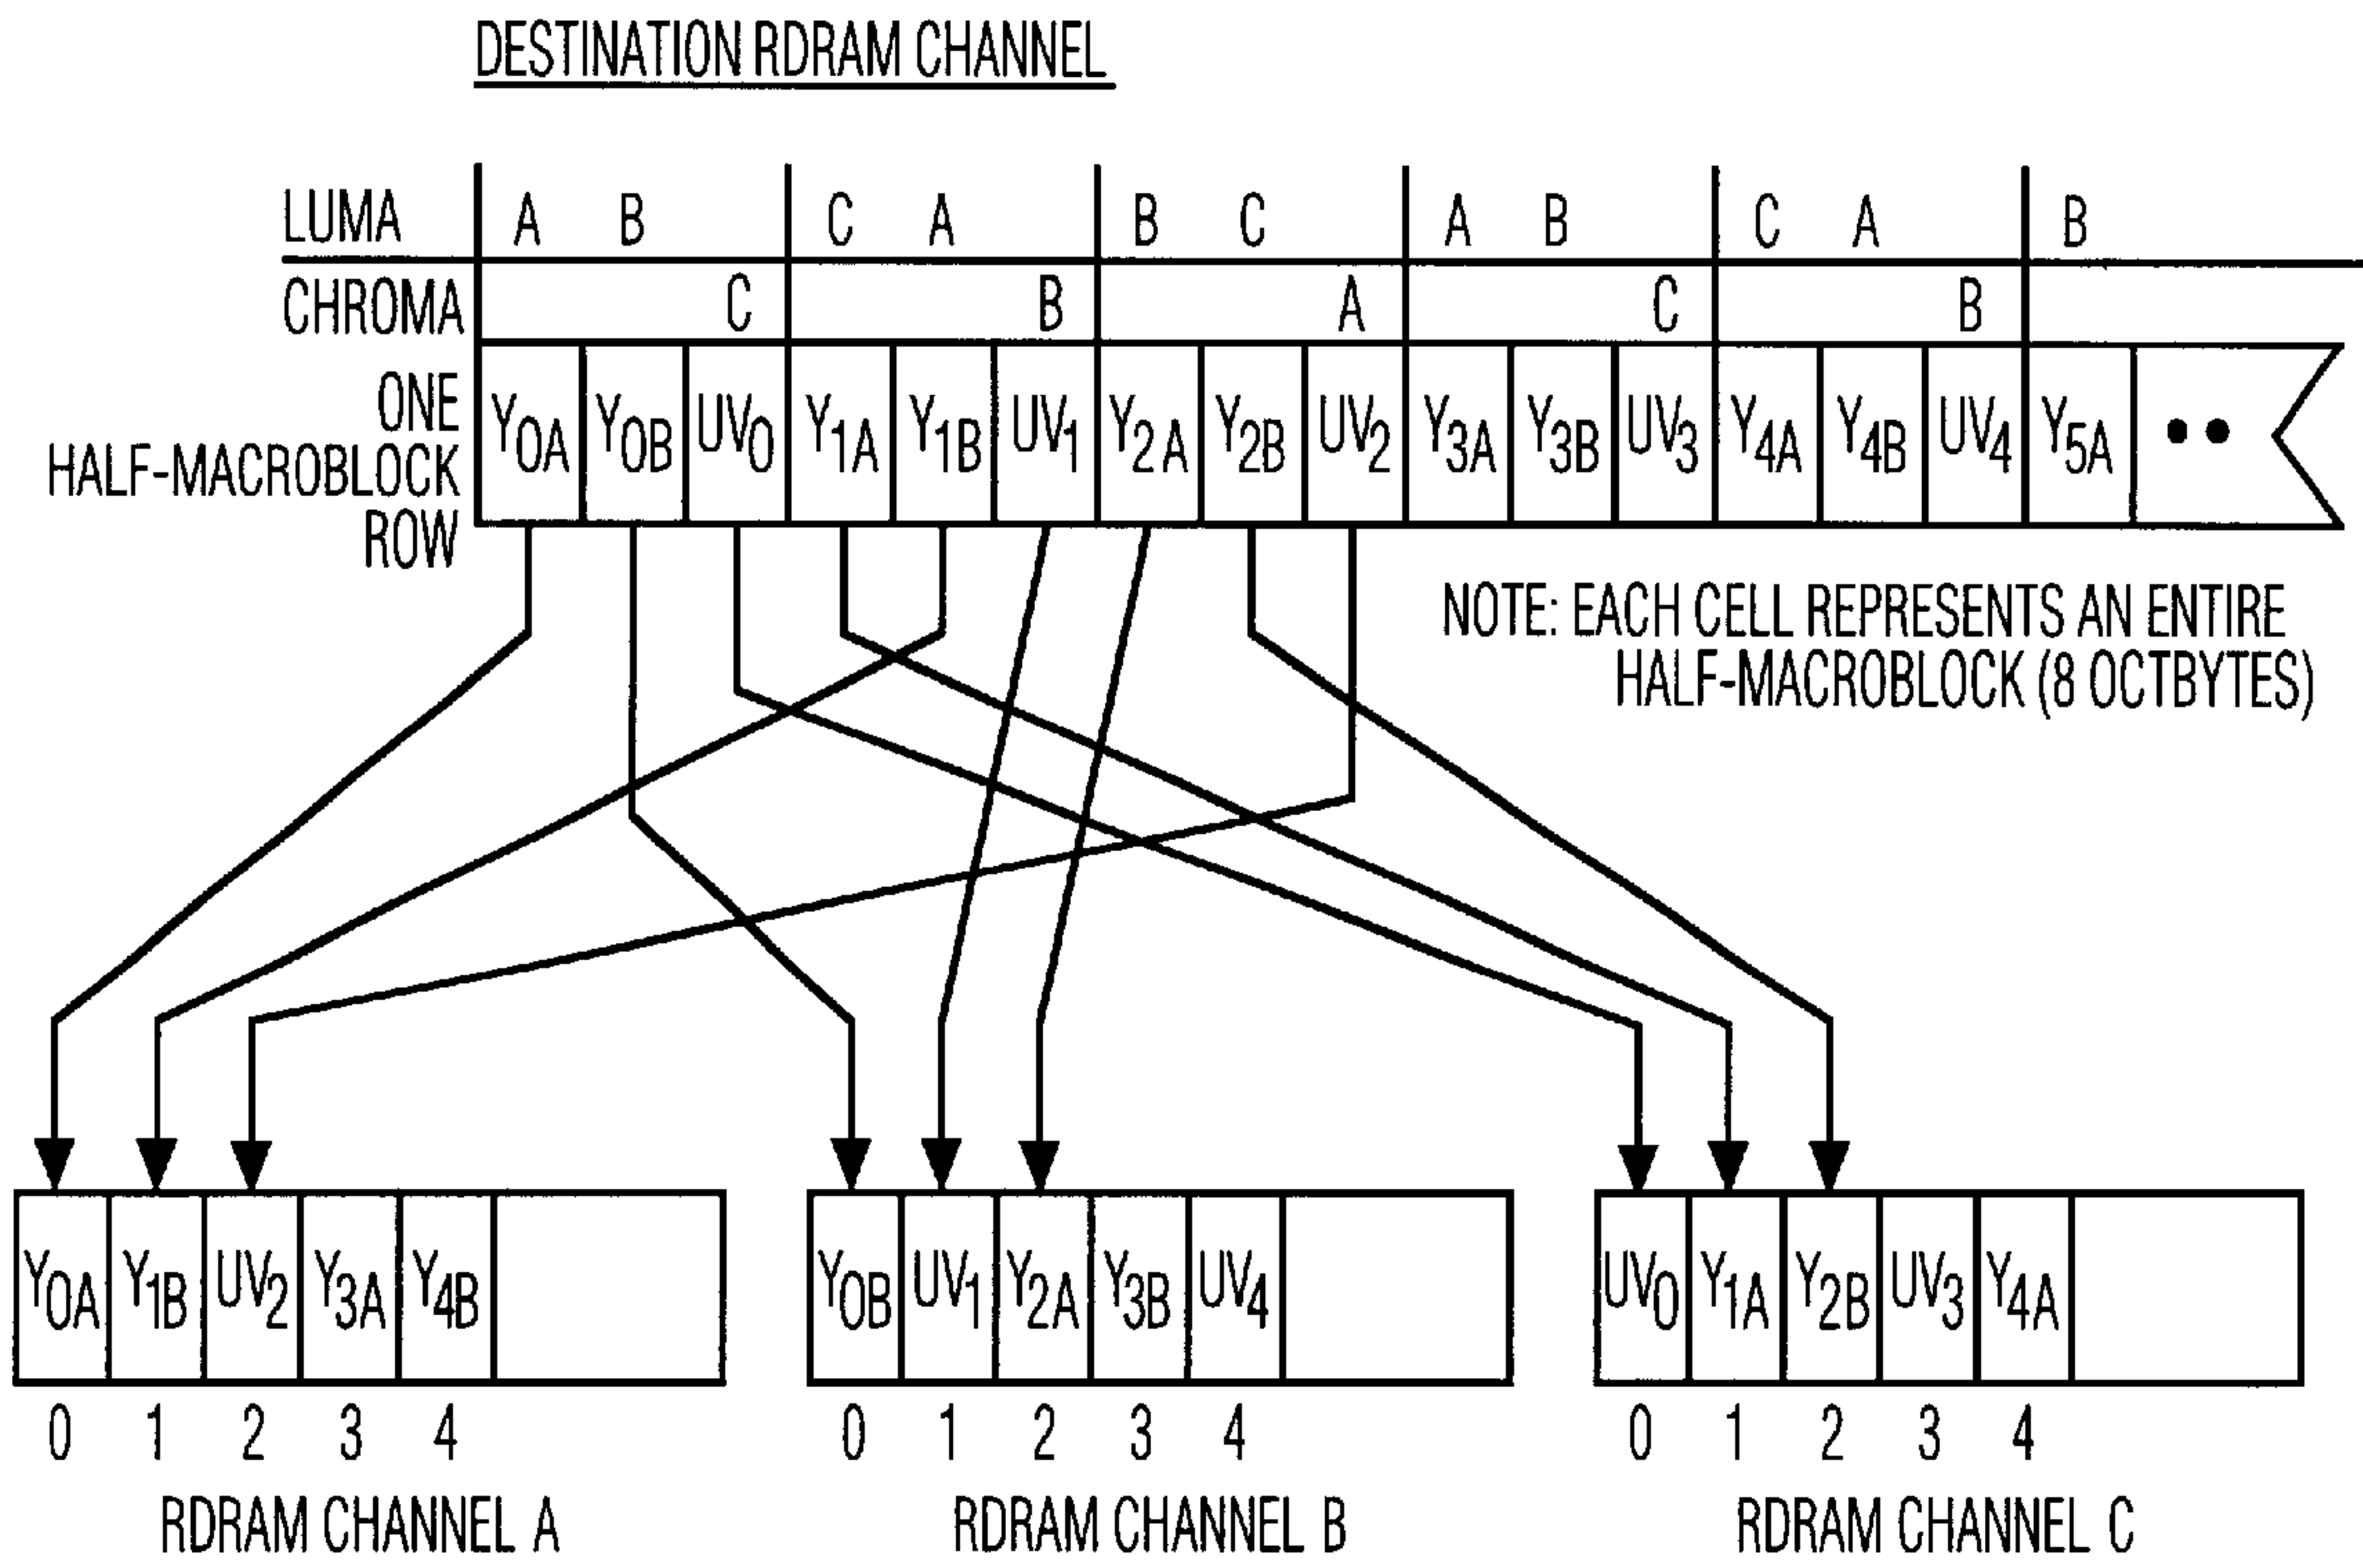 DESTINATION RDRAM CHANNEL
LUMA A B C A B C A B C A B
CHROMA C B A C B
ONE
HALF-MACROBLOCK
ROW
Y0A Y0B UV0 Y1A Y1B UV1 Y2A Y2B UV2 Y3A Y3B UV3 Y4A Y4B UV4 Y5A ••
NOTE: EACH CELL REPRESENTS AN ENTIRE
HALF-MACROBLOCK (8 OCTBYTES)
Y0A Y1B UV2 Y3A Y4B
0 1 2 3 4
RDRAM CHANNEL A
Y0B UV1 Y2A Y3B UV4
0 1 2 3 4
RDRAM CHANNEL B
UV0 Y1A Y2B UV3 Y4A
0 1 2 3 4
RDRAM CHANNEL C